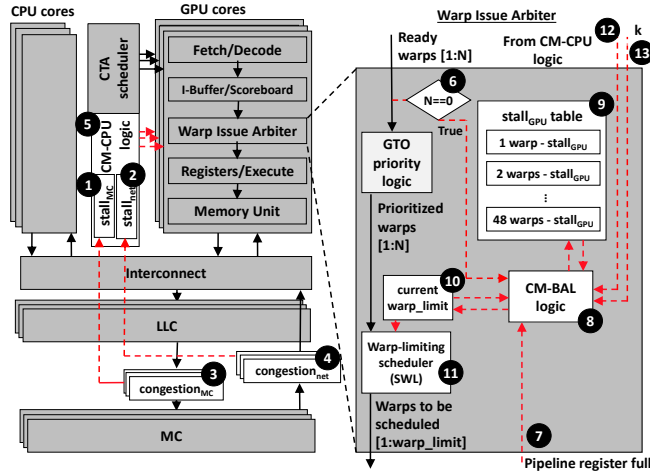 CPU cores
GPU cores
CTA
scheduler
Fetch/Decode
I-Buffer/Scoreboard
Warp Issue Arbiter
Registers/Execute
Memory Unit
5
CM-CPU
logic
1
stallMC
2
stallnet
Interconnect
LLC
3
congestionMC
4
congestionnet
MC
Warp Issue Arbiter
Ready
warps [1:N]
From CM-CPU
logic
12
k
13
6
N==0
True
GTO
priority
logic
Prioritized
warps
[1:N]
9
stallGPU table
1 warp - stallGPU
2 warps - stallGPU
⋮
48 warps - stallGPU
10
current
warp_limit
CM-BAL
logic
8
Warp-limiting
scheduler
(SWL)
11
Warps to be
scheduled
[1:warp_limit]
7
Pipeline register full